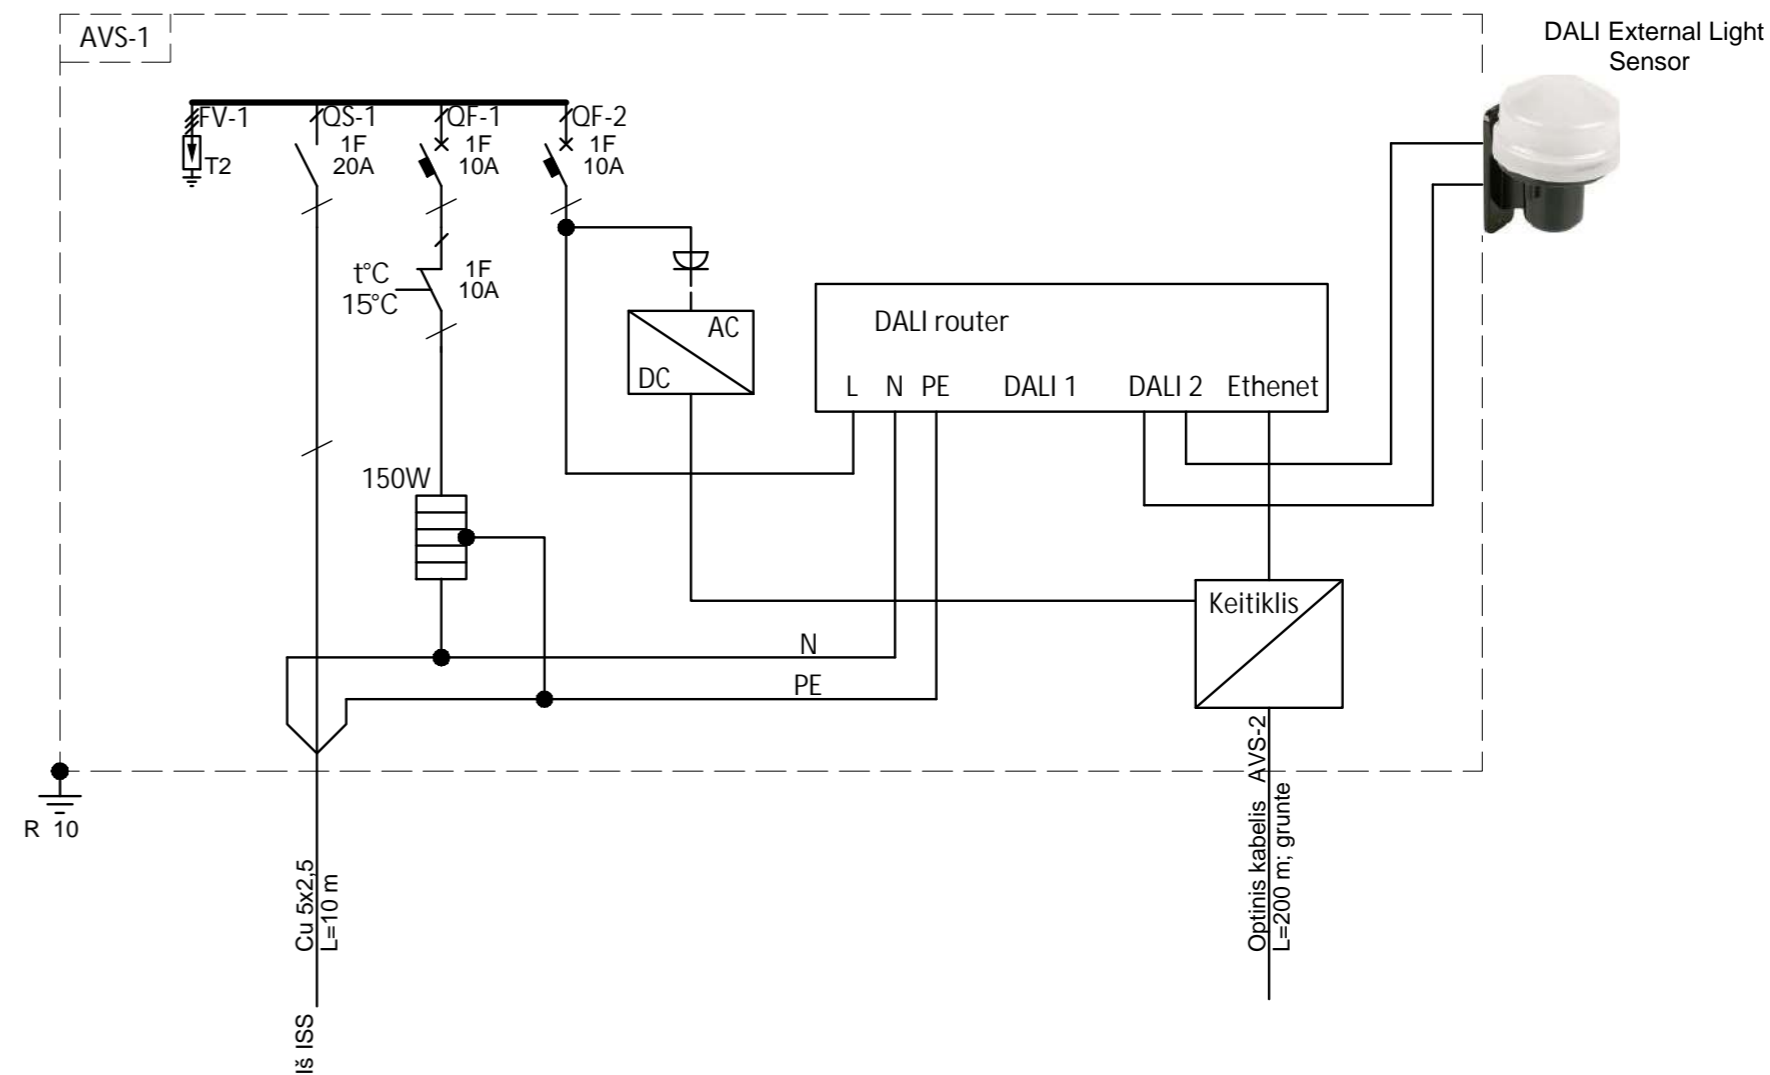 AVS-1
DALI External Light
Sensor
FV-1
QS-1
QF-1
QF-2
1F
20A
1F
10A
1F
10A
T2
t°C
15°C
1F
10A
AC
DC
DALI router
L N PE DALI 1 DALI 2 Ethenet
150W
Keitiklis
N
PE
R 10
Cu 5x2,5
L=10 m
Iš ISS
Optinis kabelis AVS-2
L=200 m; grunte